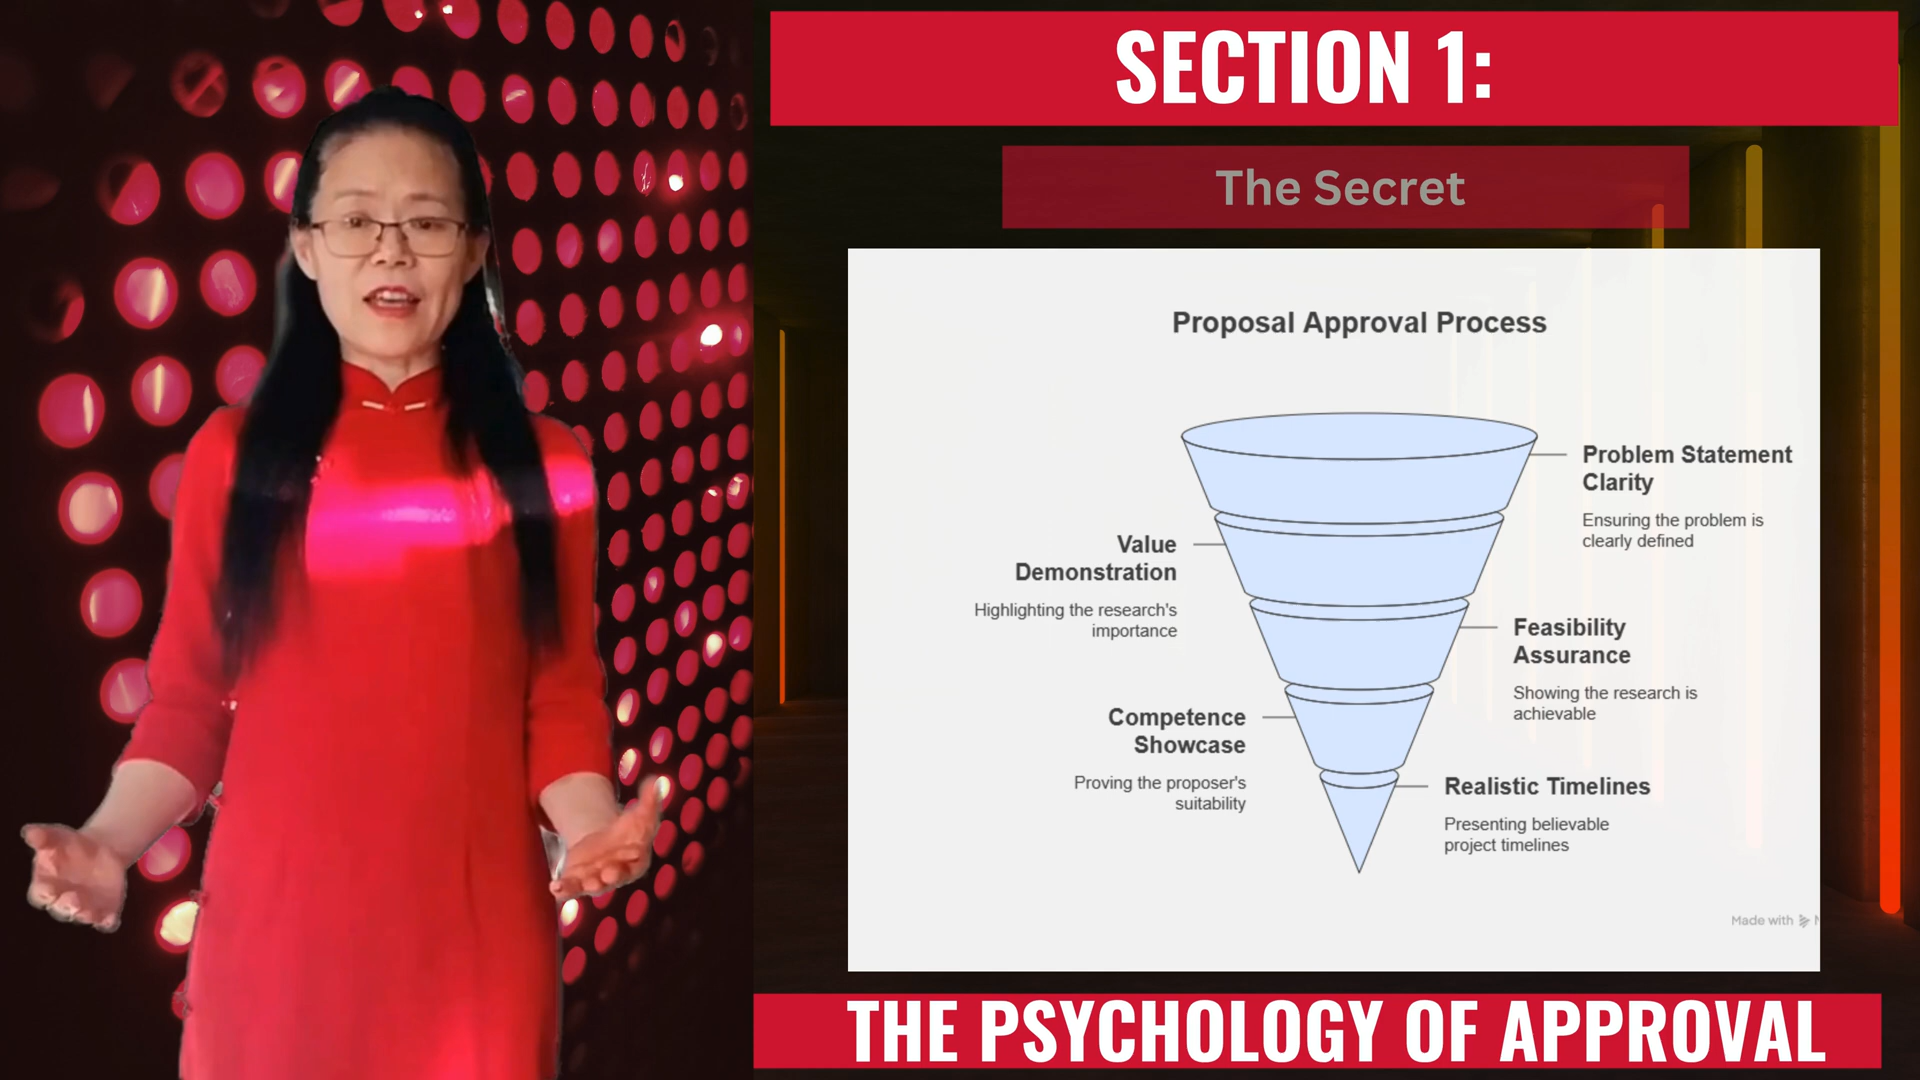 SECTION 1:
The Secret
Proposal Approval Process
Problem Statement
Clarity
Ensuring the problem is
clearly defined
Value
Demonstration
Highlighting the research's
importance
Feasibility
Assurance
Showing the research is
achievable
Competence
Showcase
Proving the proposer's
suitability
Realistic Timelines
Presenting believable
project timelines
Made with
THE PSYCHOLOGY OF APPROVAL